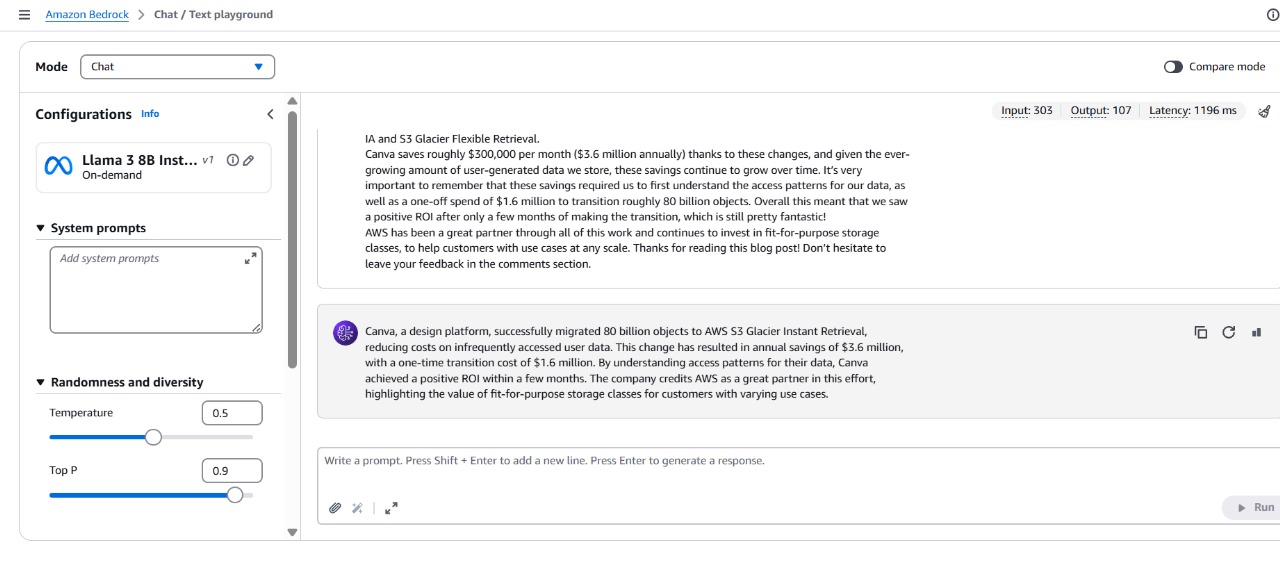 Amazon Bedrock > Chat / Text playground
Mode Chat Compare mode
Configurations Info
Input: 303 Output: 107 Latency: 1196 ms
Llama 3 8B Inst... v1
On-demand
System prompts
Add system prompts
Randomness and diversity
Temperature 0.5
Top P 0.9
IA and S3 Glacier Flexible Retrieval.
Canva saves roughly $300,000 per month ($3.6 million annually) thanks to these changes, and given the ever-
growing amount of user-generated data we store, these savings continue to grow over time. It's very
important to remember that these savings required us to first understand the access patterns for our data, as
well as a one-off spend of $1.6 million to transition roughly 80 billion objects. Overall this meant that we saw
a positive ROI after only a few months of making the transition, which is still pretty fantastic!
AWS has been a great partner through all of this work and continues to invest in fit-for-purpose storage
classes, to help customers with use cases at any scale. Thanks for reading this blog post! Don't hesitate to
leave your feedback in the comments section.
Canva, a design platform, successfully migrated 80 billion objects to AWS S3 Glacier Instant Retrieval,
reducing costs on infrequently accessed user data. This change has resulted in annual savings of $3.6 million,
with a one-time transition cost of $1.6 million. By understanding access patterns for their data, Canva
achieved a positive ROI within a few months. The company credits AWS as a great partner in this effort,
highlighting the value of fit-for-purpose storage classes for customers with varying use cases.
Write a prompt. Press Shift + Enter to add a new line. Press Enter to generate a response.
Run